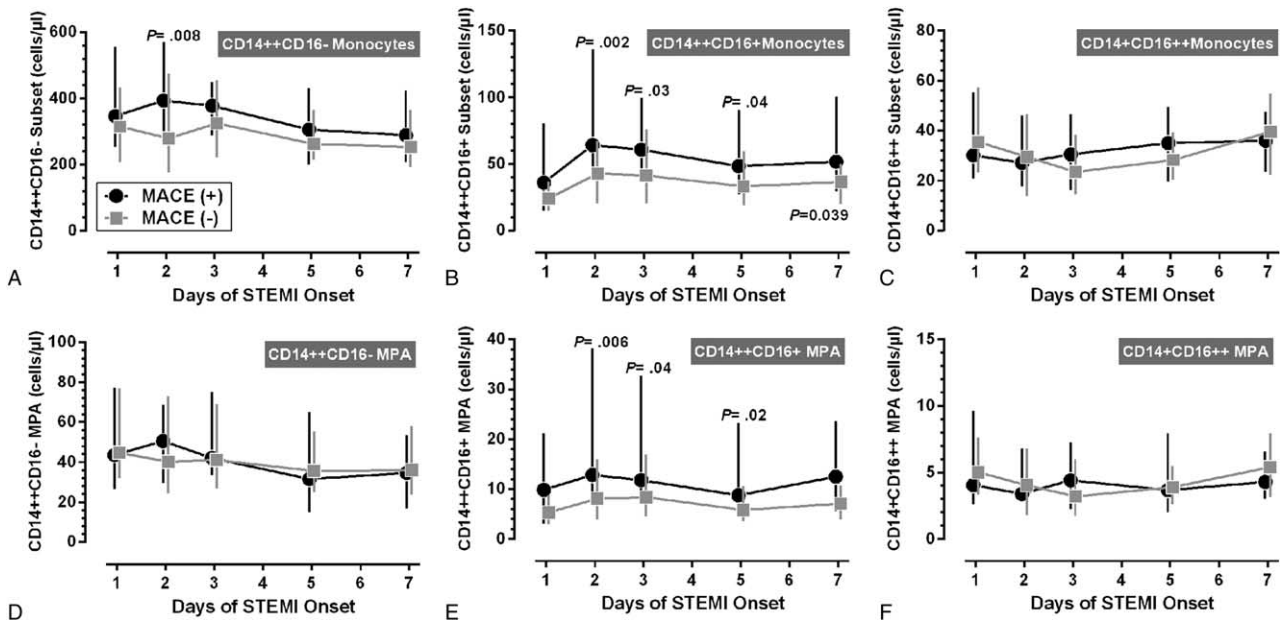 CD14++CD16- Subset (cells/µl)
600
400
200
0
P= .008
CD14++CD16- Monocytes
MACE (+)
MACE (-)
1 2 3 4 5 6 7
Days of STEMI Onset
A
CD14++CD16+ Subset (cells/µl)
150
100
50
0
P= .002
P= .03
P= .04
P=0.039
CD14++CD16+Monocytes
1 2 3 4 5 6 7
Days of STEMI Onset
B
CD14+CD16++ Subset (cells/µl)
80
60
40
20
0
CD14+CD16++Monocytes
1 2 3 4 5 6 7
Days of STEMI Onset
C
CD14++CD16- MPA (cells/µl)
100
80
60
40
20
0
CD14++CD16- MPA
1 2 3 4 5 6 7
Days of STEMI Onset
D
CD14++CD16+ MPA (cells/µl)
40
30
20
10
0
P= .006
P= .04
P= .02
CD14++CD16+ MPA
1 2 3 4 5 6 7
Days of STEMI Onset
E
CD14+CD16++ MPA (cells/µl)
15
10
5
0
CD14+CD16++ MPA
1 2 3 4 5 6 7
Days of STEMI Onset
F